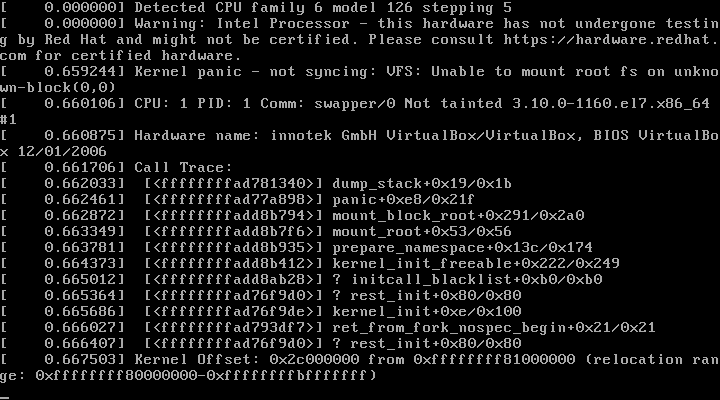 [    0.000000] Detected CPU family 6 model 126 stepping 5
[    0.000000] Warning: Intel Processor - this hardware has not undergone testin
g by Red Hat and might not be certified. Please consult https://hardware.redhat.
com for certified hardware.
[    0.659244] Kernel panic - not syncing: VFS: Unable to mount root fs on unkno
wn-block(0,0)
[    0.660106] CPU: 1 PID: 1 Comm: swapper/0 Not tainted 3.10.0-1160.el7.x86_64
#1
[    0.660875] Hardware name: innotek GmbH VirtualBox/VirtualBox, BIOS VirtualBo
x 12/01/2006
[    0.661706] Call Trace:
[    0.662033]  [<ffffffffad781340>] dump_stack+0x19/0x1b
[    0.662461]  [<ffffffffad77a898>] panic+0xe8/0x21f
[    0.662872]  [<ffffffffadd8b794>] mount_block_root+0x291/0x2a0
[    0.663349]  [<ffffffffadd8b7f6>] mount_root+0x53/0x56
[    0.663781]  [<ffffffffadd8b935>] prepare_namespace+0x13c/0x174
[    0.664373]  [<ffffffffadd8b412>] kernel_init_freeable+0x222/0x249
[    0.665012]  [<ffffffffadd8ab28>] ? initcall_blacklist+0xb0/0xb0
[    0.665364]  [<ffffffffad76f9d0>] ? rest_init+0x80/0x80
[    0.665686]  [<ffffffffad76f9de>] kernel_init+0xe/0x100
[    0.666027]  [<ffffffffad793df7>] ret_from_fork_nospec_begin+0x21/0x21
[    0.666407]  [<ffffffffad76f9d0>] ? rest_init+0x80/0x80
[    0.667503] Kernel Offset: 0x2c000000 from 0xffffffff81000000 (relocation ran
ge: 0xffffffff80000000-0xffffffffbfffffff)